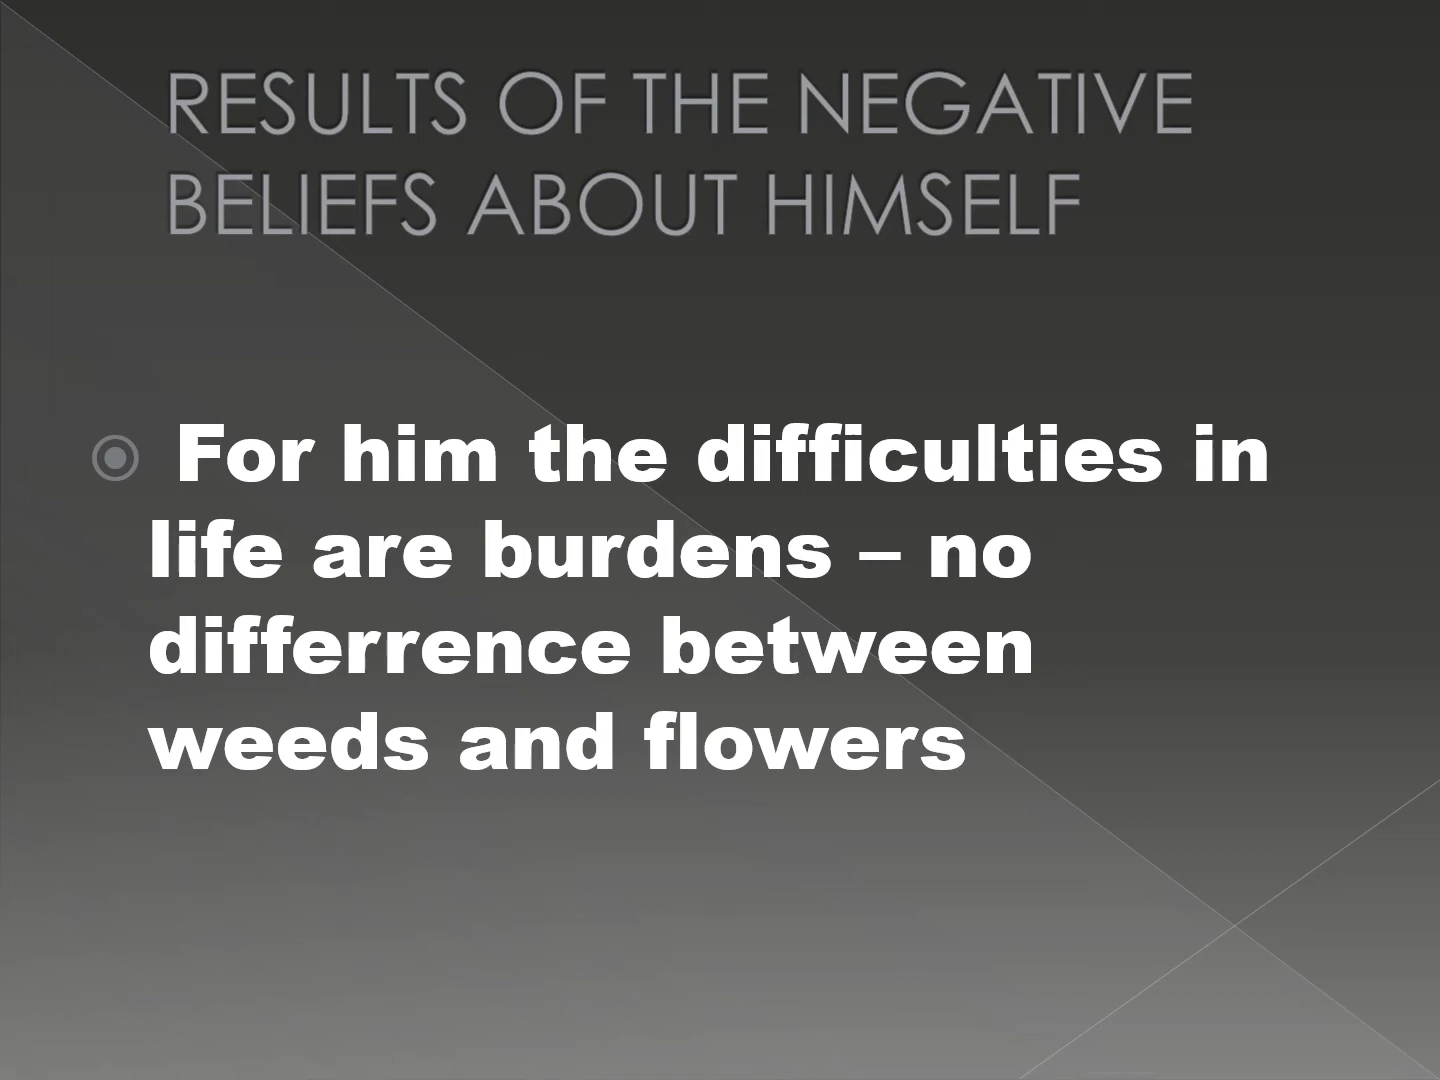 RESULTS OF THE NEGATIVE
BELIEFS ABOUT HIMSELF
For him the difficulties in
life are burdens – no
differrence between
weeds and flowers